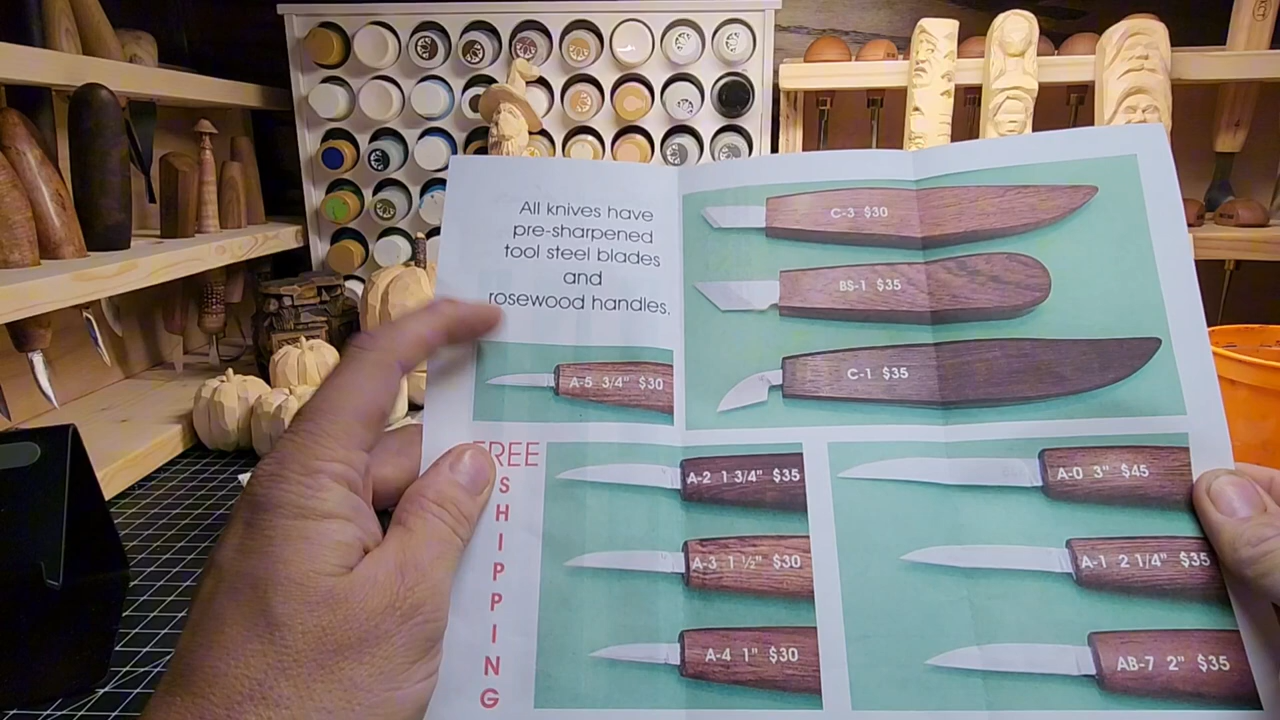 All knives have
pre-sharpened
tool steel blades
and
rosewood handles.
C-3 $30
BS-1 $35
C-1 $35
A-5 3/4" $30
FREE
SHIPPING
A-2 1 3/4" $35
A-3 1 ½" $30
A-4 1" $30
A-0 3" $45
A-1 2 1/4" $35
AB-7 2" $35